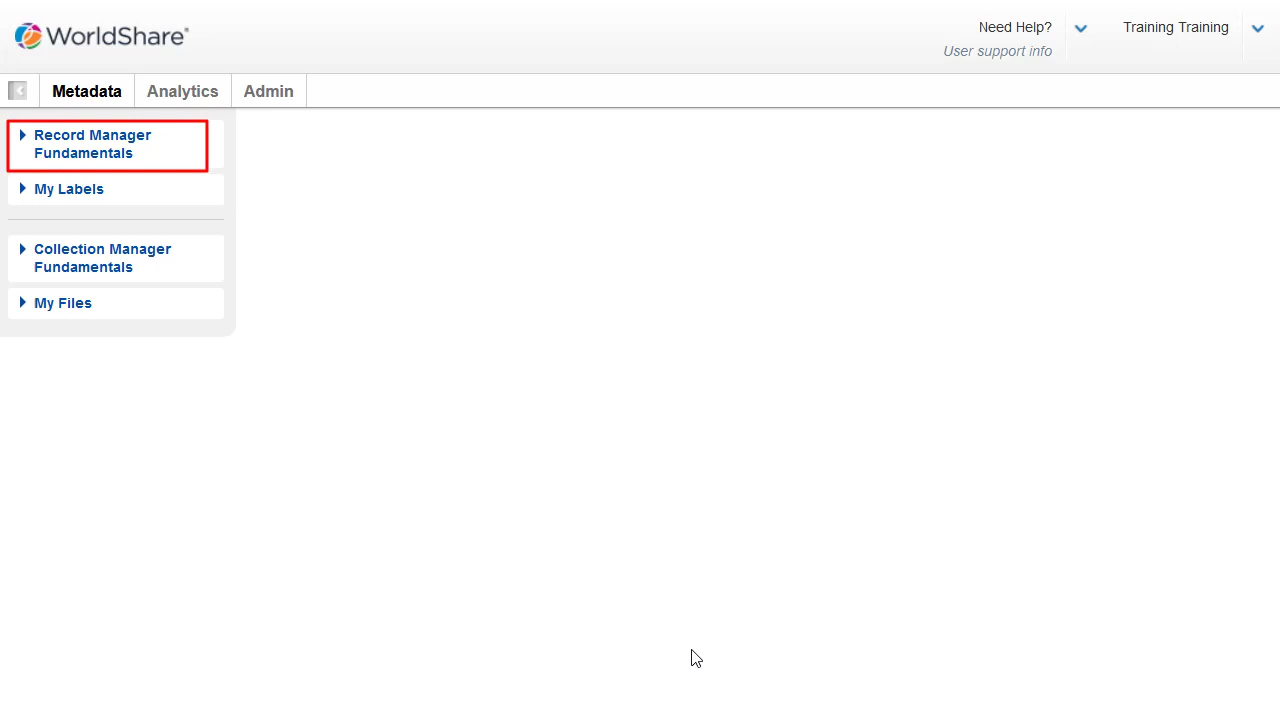 WorldShare®
Need Help?
User support info
Training Training
Metadata
Analytics
Admin
Record Manager
Fundamentals
My Labels
Collection Manager
Fundamentals
My Files